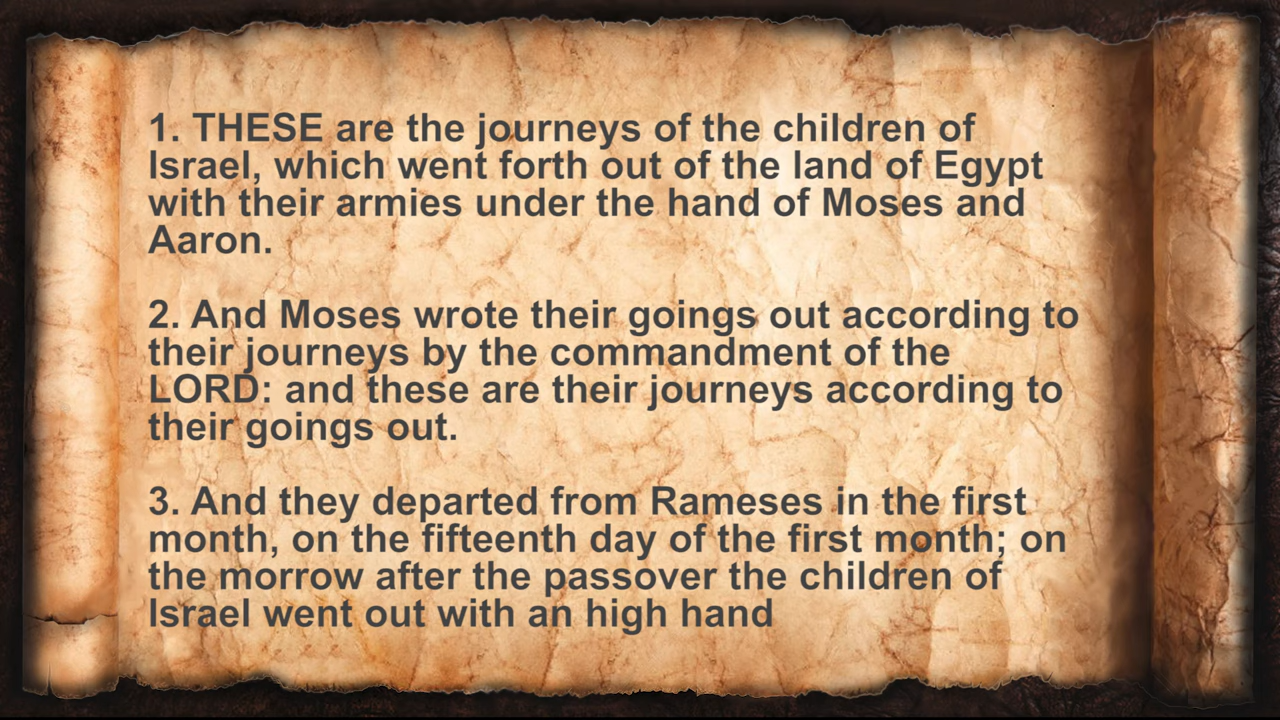 1. THESE are the journeys of the children of
Israel, which went forth out of the land of Egypt
with their armies under the hand of Moses and
Aaron.
2. And Moses wrote their goings out according to
their journeys by the commandment of the
LORD: and these are their journeys according to
their goings out.
3. And they departed from Rameses in the first
month, on the fifteenth day of the first month; on
the morrow after the passover the children of
Israel went out with an high hand